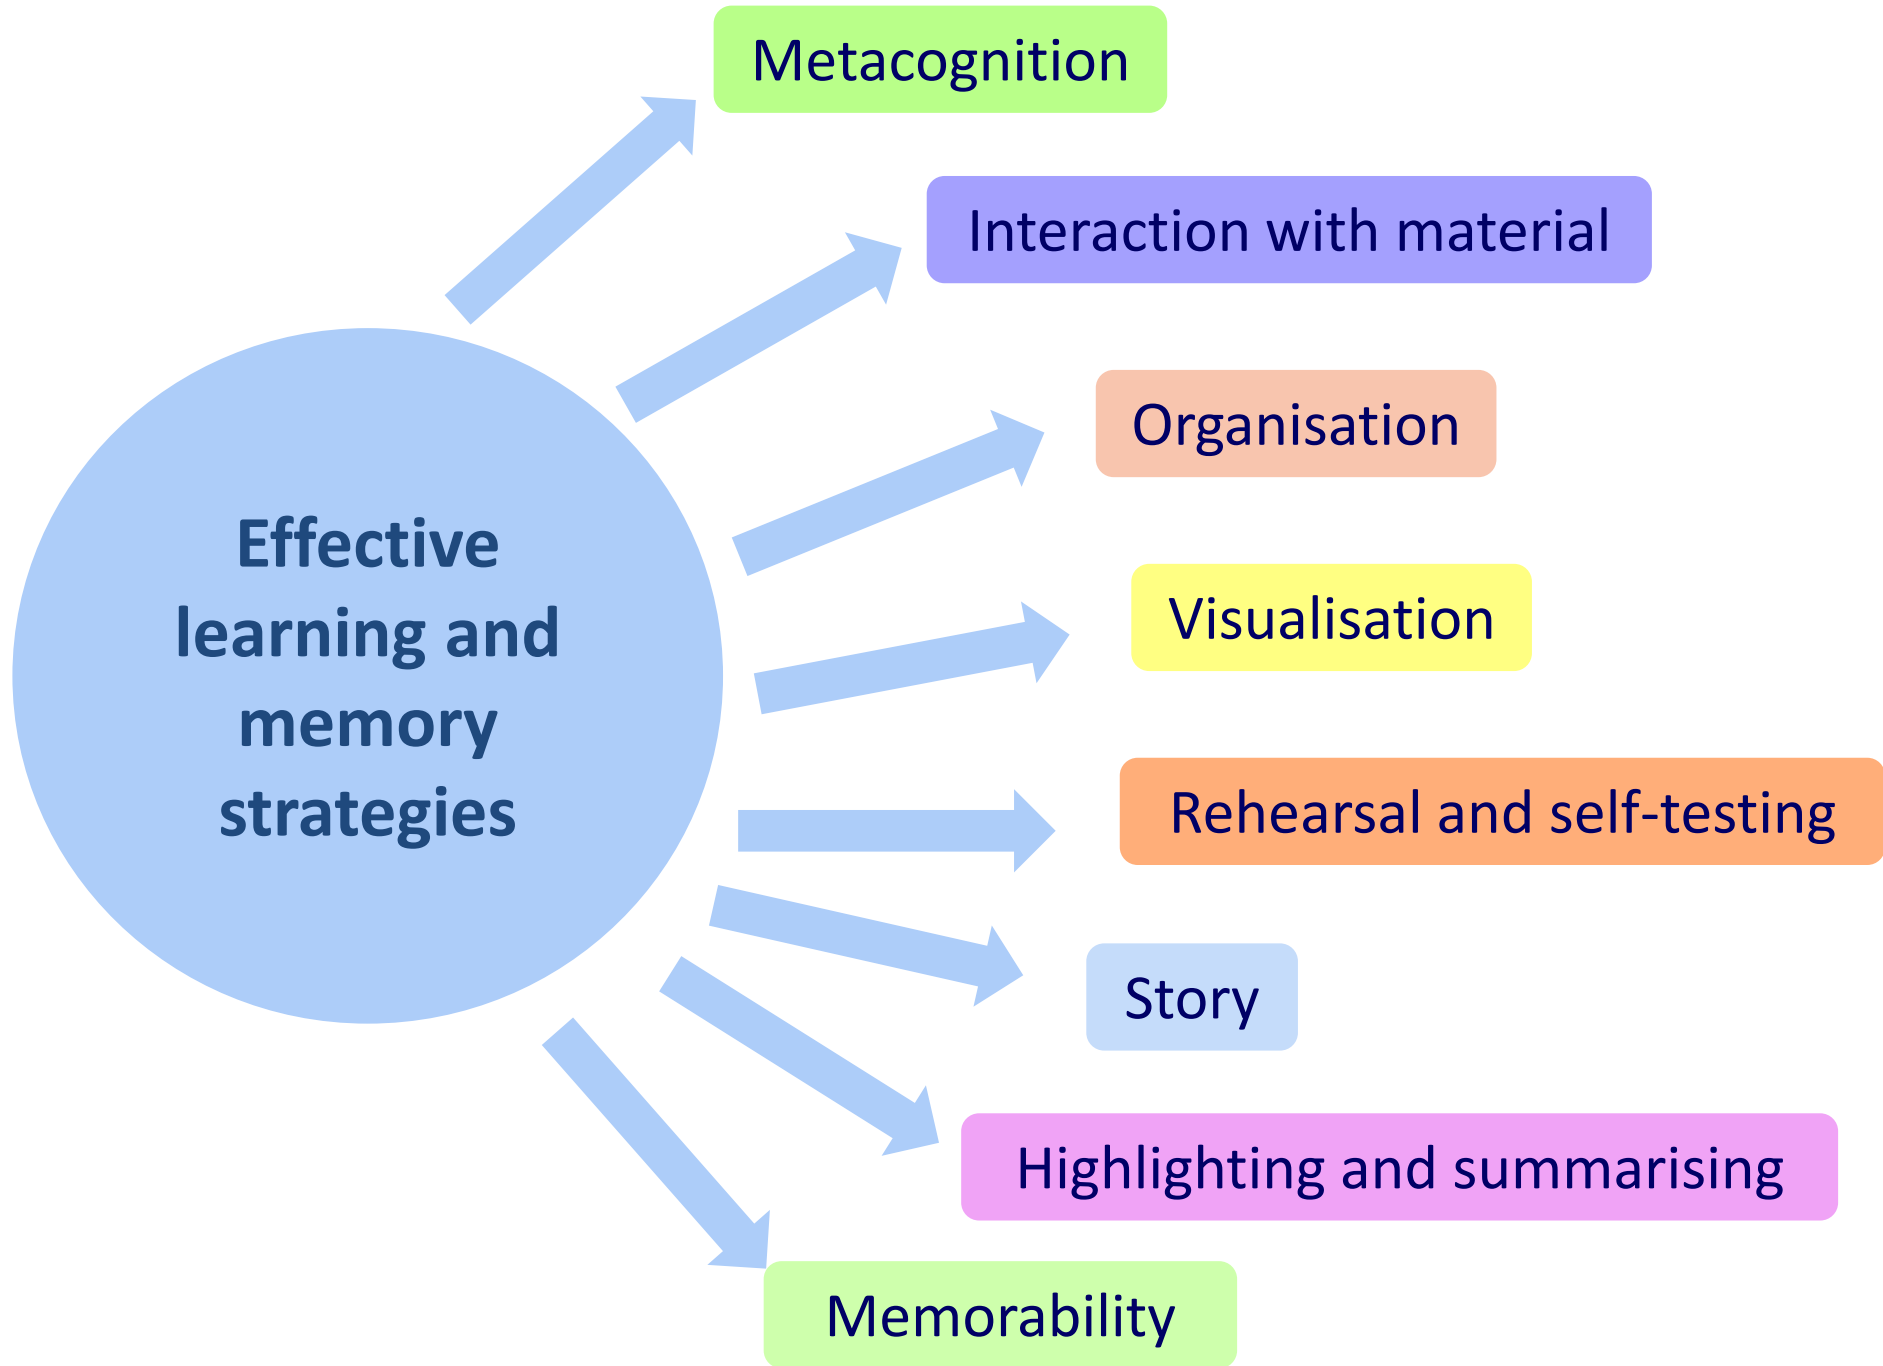 Metacognition
Interaction with material
Organisation
Effective
learning and
memory
strategies
Visualisation
Rehearsal and self-testing
Story
Highlighting and summarising
Memorability